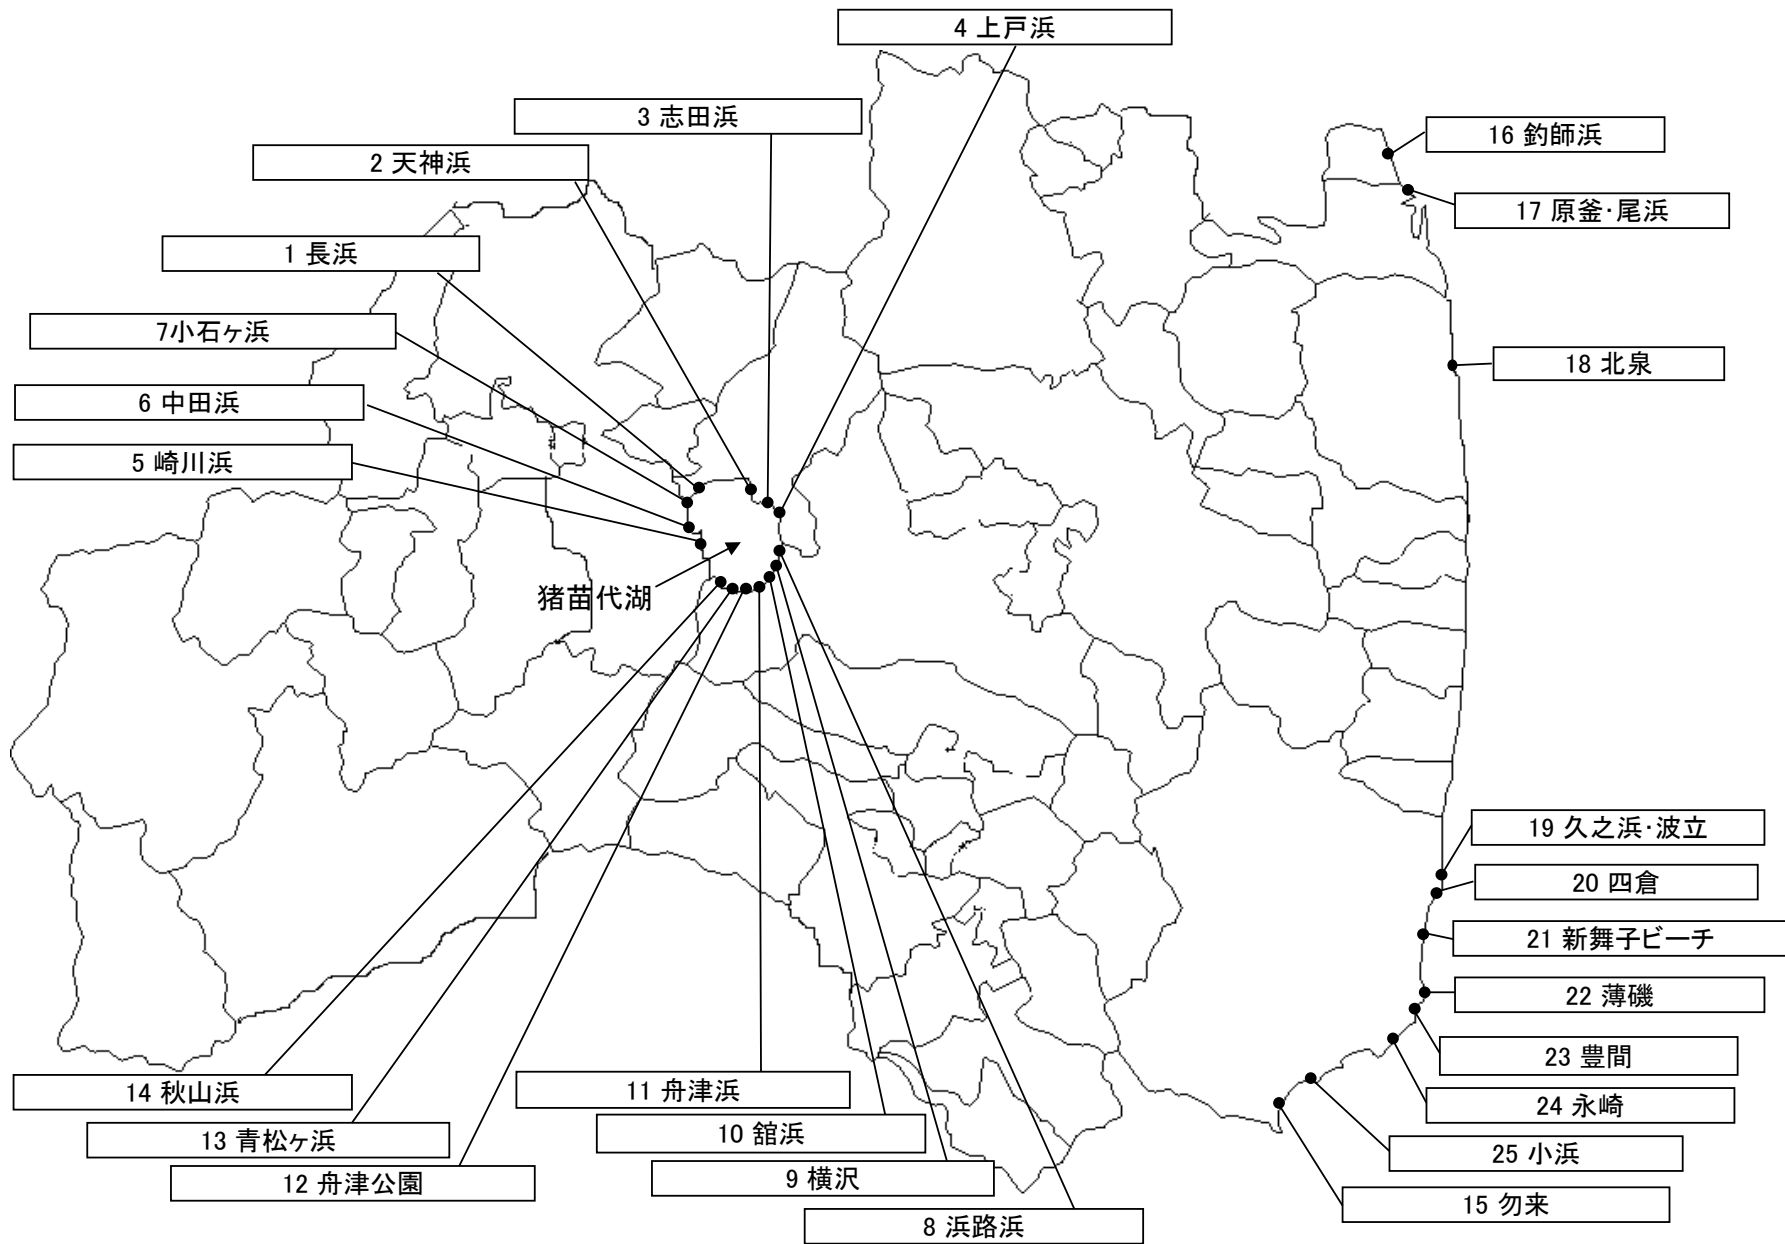 4 上戸浜
3 志田浜
2 天神浜
1 長浜
7小石ヶ浜
6 中田浜
5 崎川浜
猪苗代湖
16 釣師浜
17 原釜・尾浜
18 北泉
19 久之浜・波立
20 四倉
21 新舞子ビーチ
22 薄磯
23 豊間
24 永崎
25 小浜
15 勿来
14 秋山浜
13 青松ヶ浜
12 舟津公園
11 舟津浜
10 舘浜
9 横沢
8 浜路浜